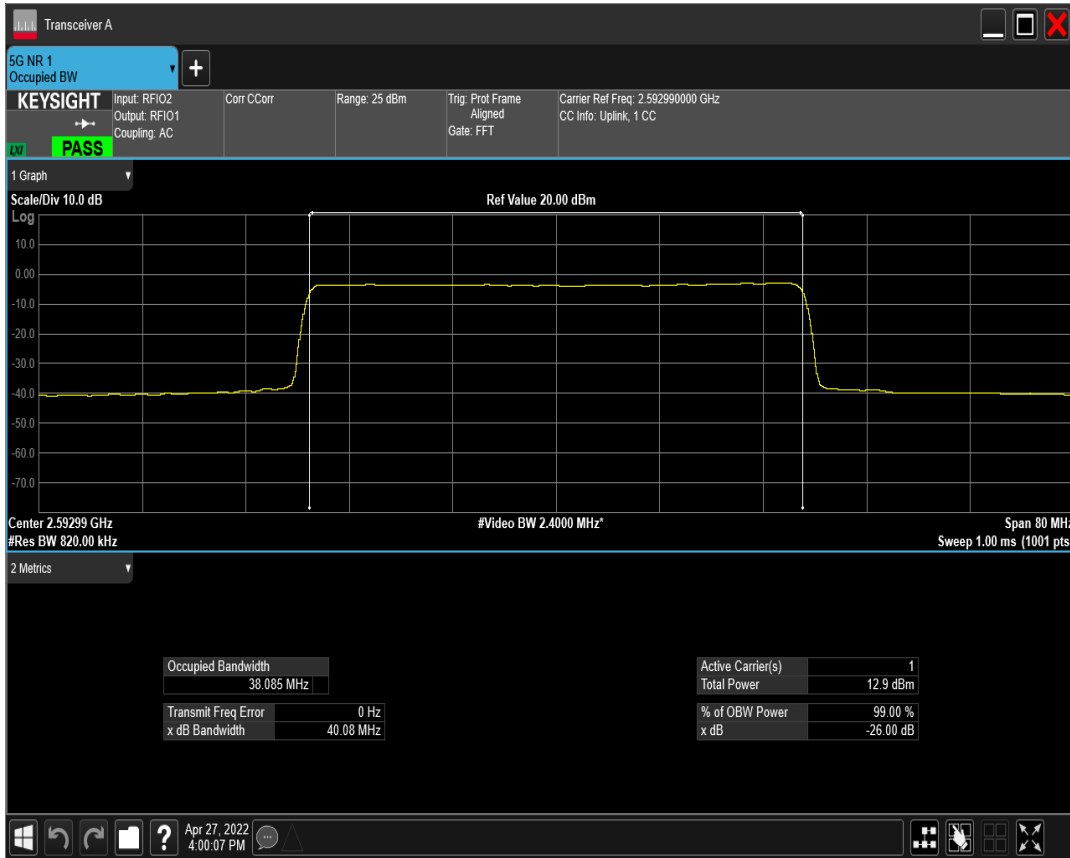 Transceiver A
5G NR 1
Occupied BW
+
KEYSIGHT
LXI
PASS
Input: RFIO2
Output: RFIO1
Coupling: AC
Corr CCorr
Range: 25 dBm
Trig: Prot Frame
Aligned
Gate: FFT
Carrier Ref Freq: 2.592990000 GHz
CC Info: Uplink, 1 CC
1 Graph
Scale/Div 10.0 dB
Ref Value 20.00 dBm
Log
10.0
0.00
-10.0
-20.0
-30.0
-40.0
-50.0
-60.0
-70.0
Center 2.59299 GHz
#Video BW 2.4000 MHz*
Span 80 MHz
#Res BW 820.00 kHz
Sweep 1.00 ms (1001 pts
2 Metrics
Occupied Bandwidth
38.085 MHz
Transmit Freq Error 0 Hz
x dB Bandwidth 40.08 MHz
Active Carrier(s) 1
Total Power 12.9 dBm
% of OBW Power 99.00 %
x dB -26.00 dB
?
Apr 27, 2022
4:00:07 PM